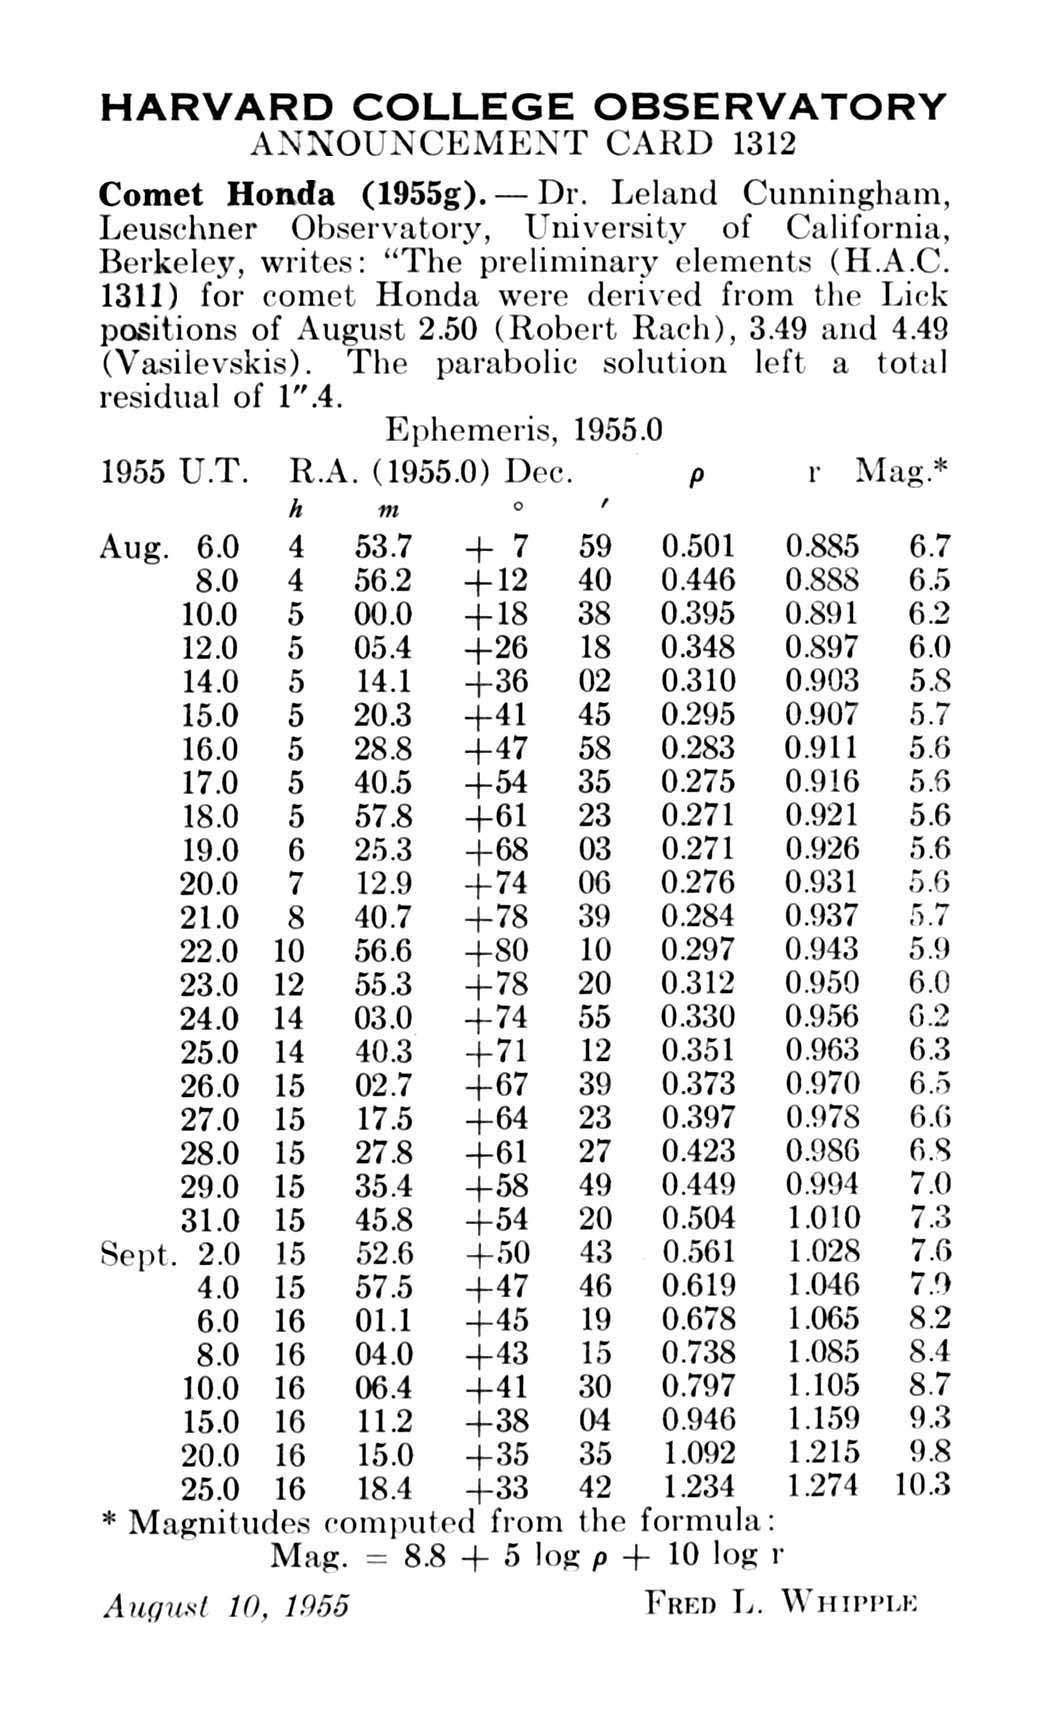 HARVARD COLLEGE OBSERVATORY
ANNOUNCEMENT CARD 1312
Comet Honda (1955g). — Dr. Leland Cunningham,
Leuschner Observatory, University of California,
Berkeley, writes: “The preliminary elements (H.A.C.
1311) for comet Honda were derived from the Lick
positions of August 2.50 (Robert Rach), 3.49 and 4.49
(Vasilevskis). The parabolic solution left a total
residual of 1″.4.
Ephemeris, 1955.0
1955 U.T. R.A. (1955.0) Dec. ρ r Mag.*
h m ° ′
Aug. 6.0 4 53.7 + 7 59 0.501 0.885 6.7
8.0 4 56.2 +12 40 0.446 0.888 6.5
10.0 5 00.0 +18 38 0.395 0.891 6.2
12.0 5 05.4 +26 18 0.348 0.897 6.0
14.0 5 14.1 +36 02 0.310 0.903 5.8
15.0 5 20.3 +41 45 0.295 0.907 5.7
16.0 5 28.8 +47 58 0.283 0.911 5.6
17.0 5 40.5 +54 35 0.275 0.916 5.6
18.0 5 57.8 +61 23 0.271 0.921 5.6
19.0 6 25.3 +68 03 0.271 0.926 5.6
20.0 7 12.9 +74 06 0.276 0.931 5.6
21.0 8 40.7 +78 39 0.284 0.937 5.7
22.0 10 56.6 +80 10 0.297 0.943 5.9
23.0 12 55.3 +78 20 0.312 0.950 6.0
24.0 14 03.0 +74 55 0.330 0.956 6.2
25.0 14 40.3 +71 12 0.351 0.963 6.3
26.0 15 02.7 +67 39 0.373 0.970 6.5
27.0 15 17.5 +64 23 0.397 0.978 6.6
28.0 15 27.8 +61 27 0.423 0.986 6.8
29.0 15 35.4 +58 49 0.449 0.994 7.0
31.0 15 45.8 +54 20 0.504 1.010 7.3
Sept. 2.0 15 52.6 +50 43 0.561 1.028 7.6
4.0 15 57.5 +47 46 0.619 1.046 7.9
6.0 16 01.1 +45 19 0.678 1.065 8.2
8.0 16 04.0 +43 15 0.738 1.085 8.4
10.0 16 06.4 +41 30 0.797 1.105 8.7
15.0 16 11.2 +38 04 0.946 1.159 9.3
20.0 16 15.0 +35 35 1.092 1.215 9.8
25.0 16 18.4 +33 42 1.234 1.274 10.3
* Magnitudes computed from the formula:
Mag. = 8.8 + 5 log ρ + 10 log r
August 10, 1955 FRED L. WHIPPLE